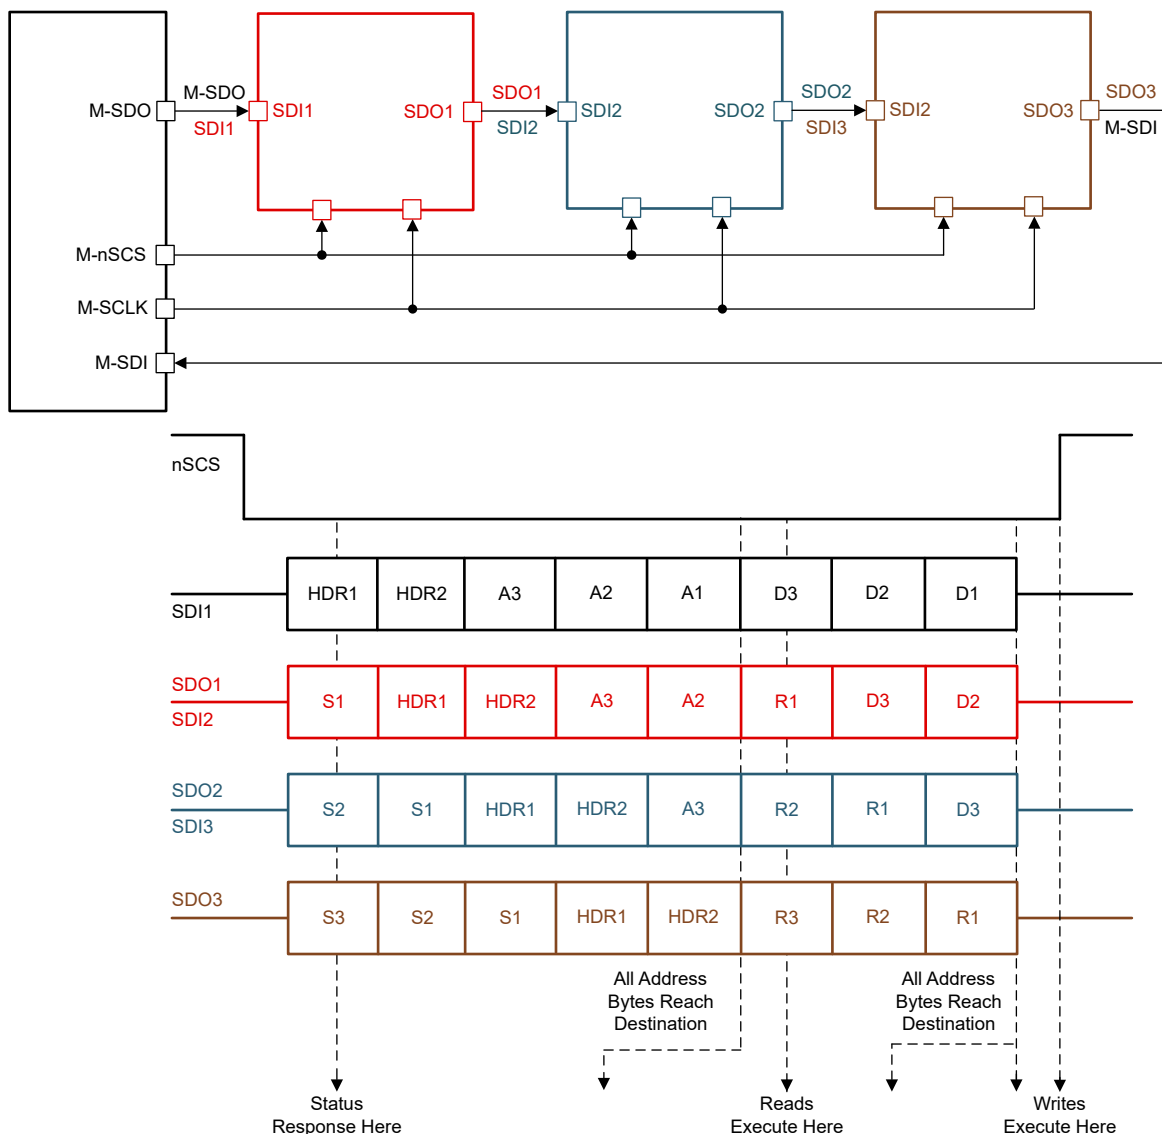 M-SDO
M-SDO
SDI1
SDI1
SDO1
SDO1
SDI2
SDI2
SDO2
SDO2
SDI3
SDI2
SDO3
SDO3
M-SDI
M-nSCS
M-SCLK
M-SDI
nSCS
SDI1
HDR1 HDR2 A3 A2 A1 D3 D2 D1
SDO1
SDI2
S1 HDR1 HDR2 A3 A2 R1 D3 D2
SDO2
SDI3
S2 S1 HDR1 HDR2 A3 R2 R1 D3
SDO3
S3 S2 S1 HDR1 HDR2 R3 R2 R1
All Address
Bytes Reach
Destination
All Address
Bytes Reach
Destination
Status
Response Here
Reads
Execute Here
Writes
Execute Here